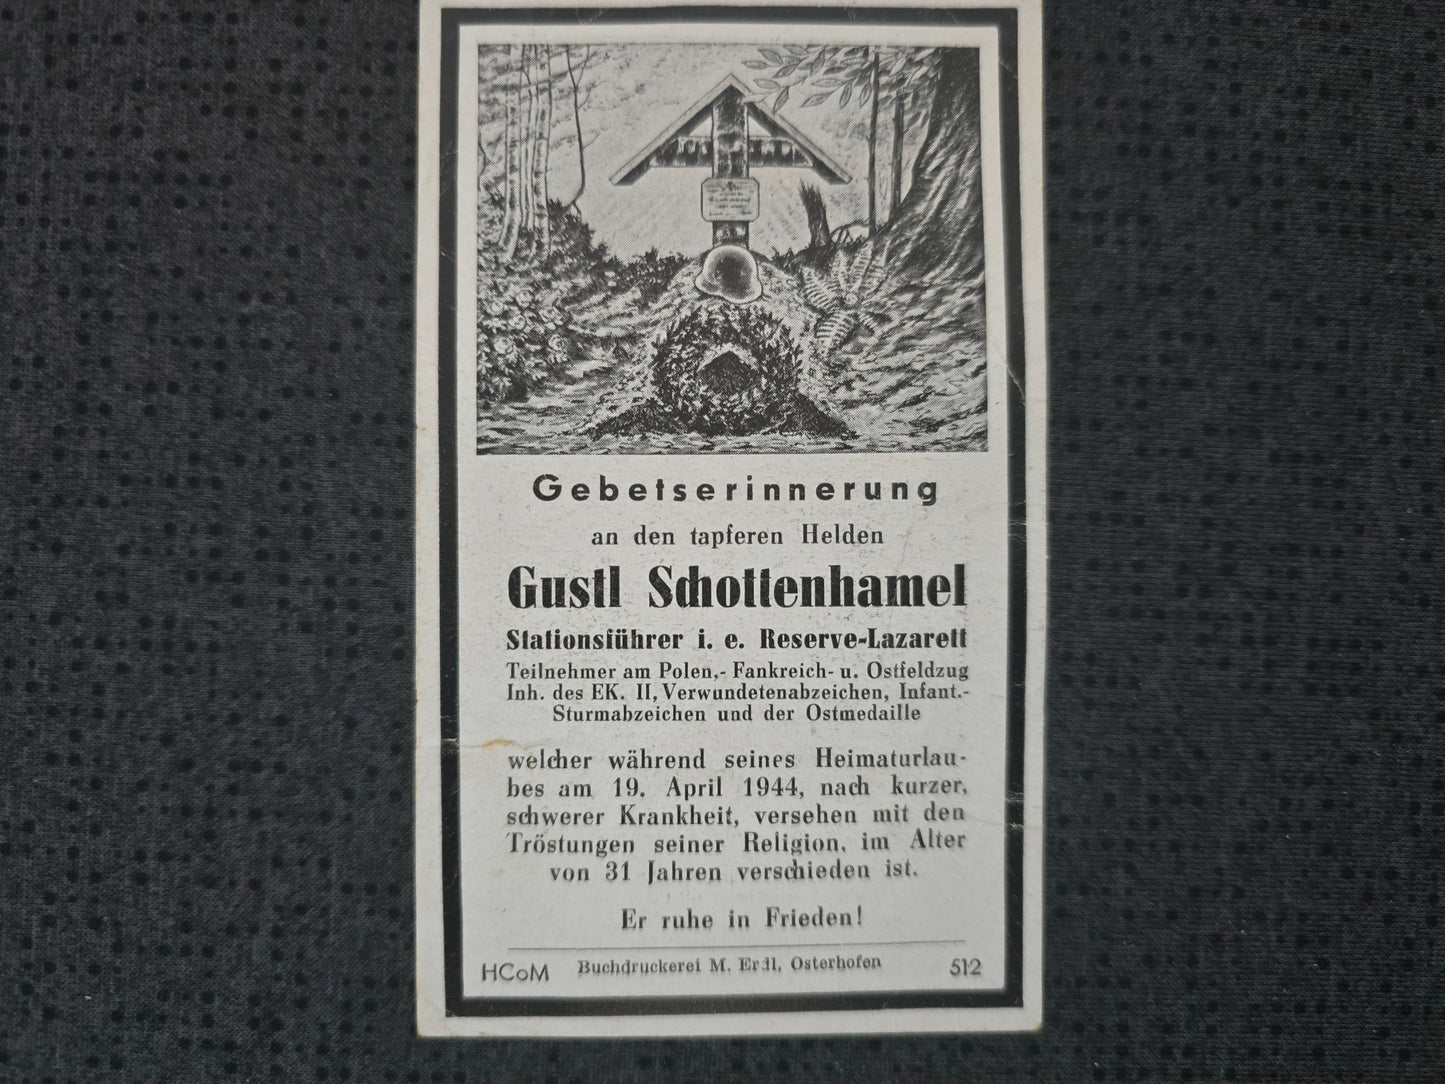 Gebetserinnerung
an den tapferen Helden
Gustl Schottenhamel
Stationsführer i. e. Reserve-Lazarett
Teilnehmer am Polen,- Fankreich- u. Ostfeldzug
Inh. des EK. II, Verwundetenabzeichen, Infant.-
Sturmabzeichen und der Ostmedaille
welcher während seines Heimaturlau-
bes am 19. April 1944, nach kurzer,
schwerer Krankheit, versehen mit den
Tröstungen seiner Religion, im Alter
von 31 Jahren verschieden ist.
Er ruhe in Frieden!
HCoM Buchdruckerei M. Erdl, Osterhofen 512